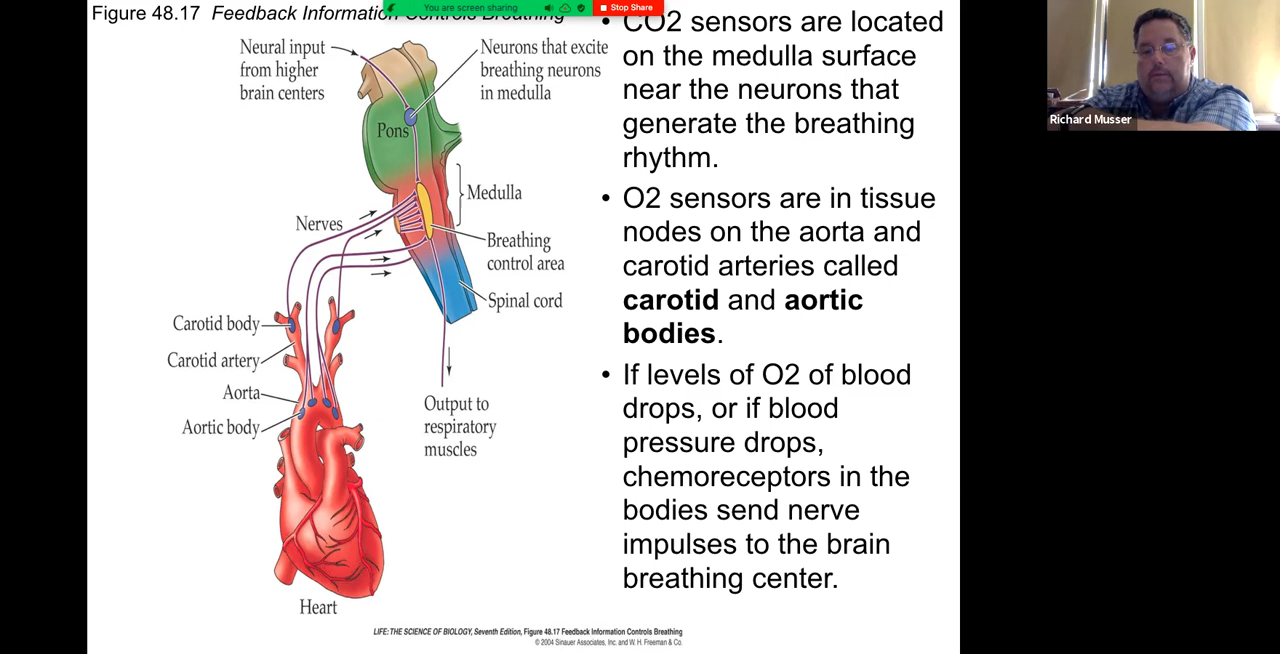 Figure 48.17 Feedback Information Controls Breathing
You are screen sharing
Stop Share
Neural input
from higher
brain centers
Neurons that excite
breathing neurons
in medulla
Pons
Medulla
Nerves
Breathing
control area
Spinal cord
Carotid body
Carotid artery
Aorta
Aortic body
Output to
respiratory
muscles
Heart
• CO2 sensors are located
on the medulla surface
near the neurons that
generate the breathing
rhythm.
• O2 sensors are in tissue
nodes on the aorta and
carotid arteries called
carotid and aortic
bodies.
• If levels of O2 of blood
drops, or if blood
pressure drops,
chemoreceptors in the
bodies send nerve
impulses to the brain
breathing center.
LIFE: THE SCIENCE OF BIOLOGY, Seventh Edition, Figure 48.17 Feedback Information Controls Breathing
© 2004 Sinauer Associates, Inc. and W. H. Freeman & Co.
Richard Musser